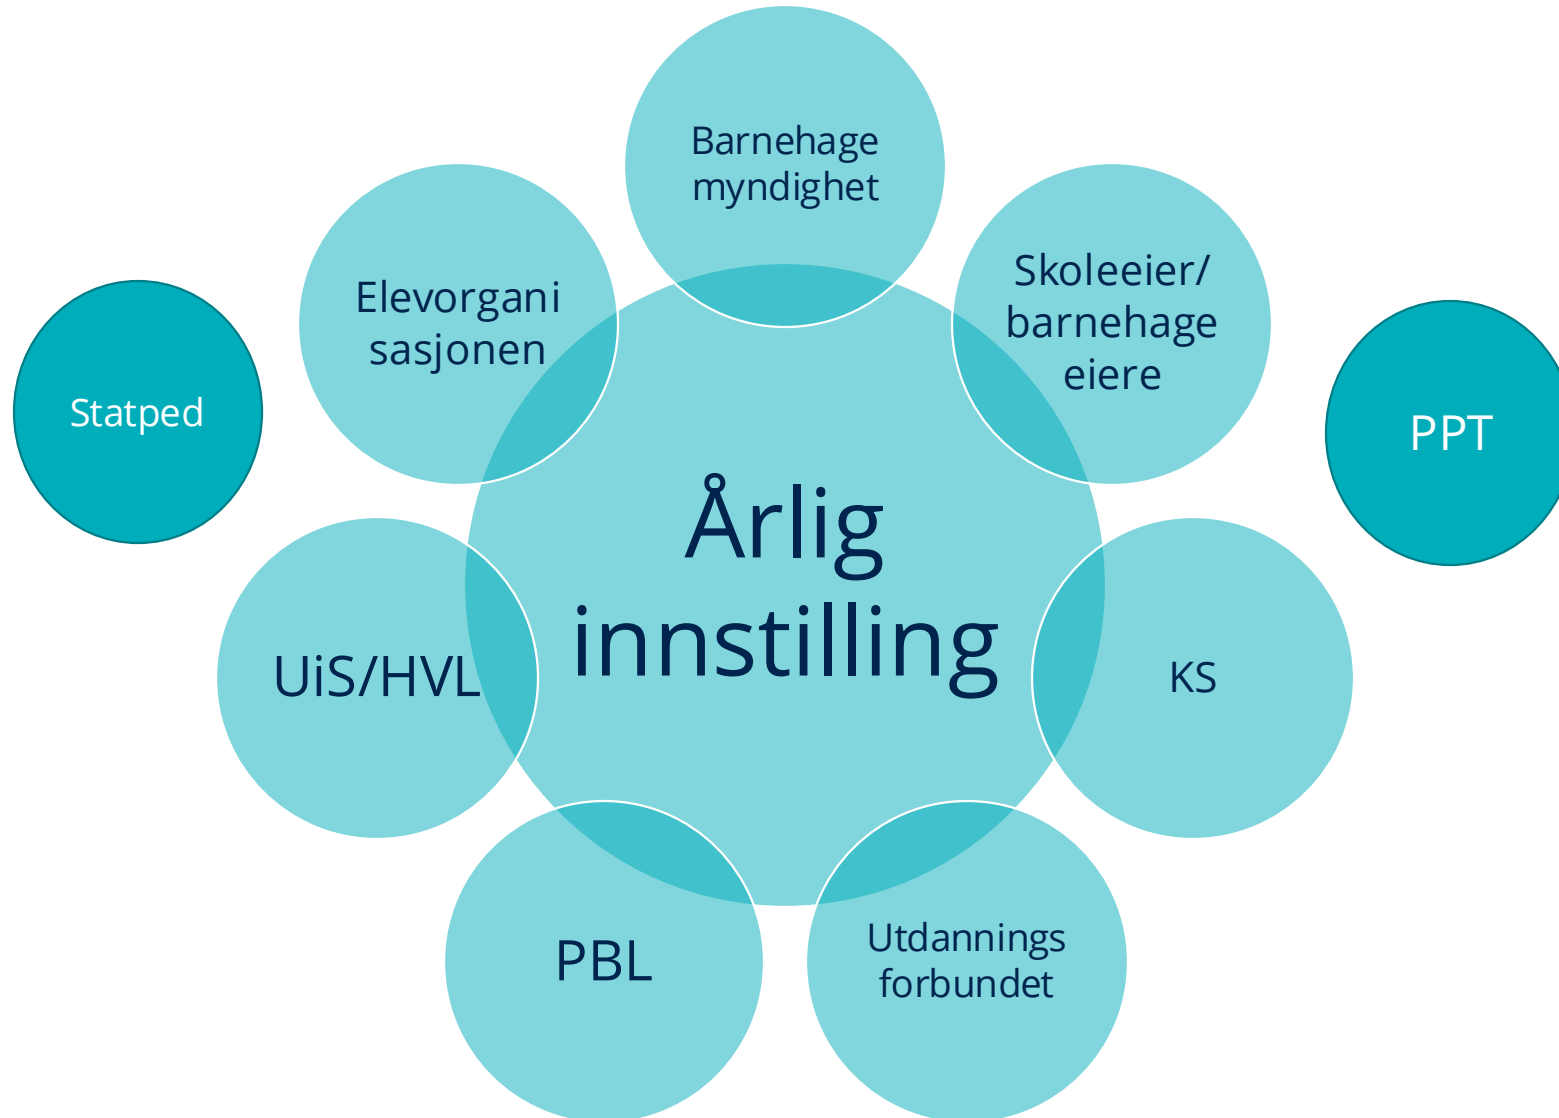 Barnehage
myndighet
Skoleeier/
barnehage
eiere
Elevorgani
sasjonen
Statped
PPT
Årlig
innstilling
UiS/HVL
KS
PBL
Utdannings
forbundet